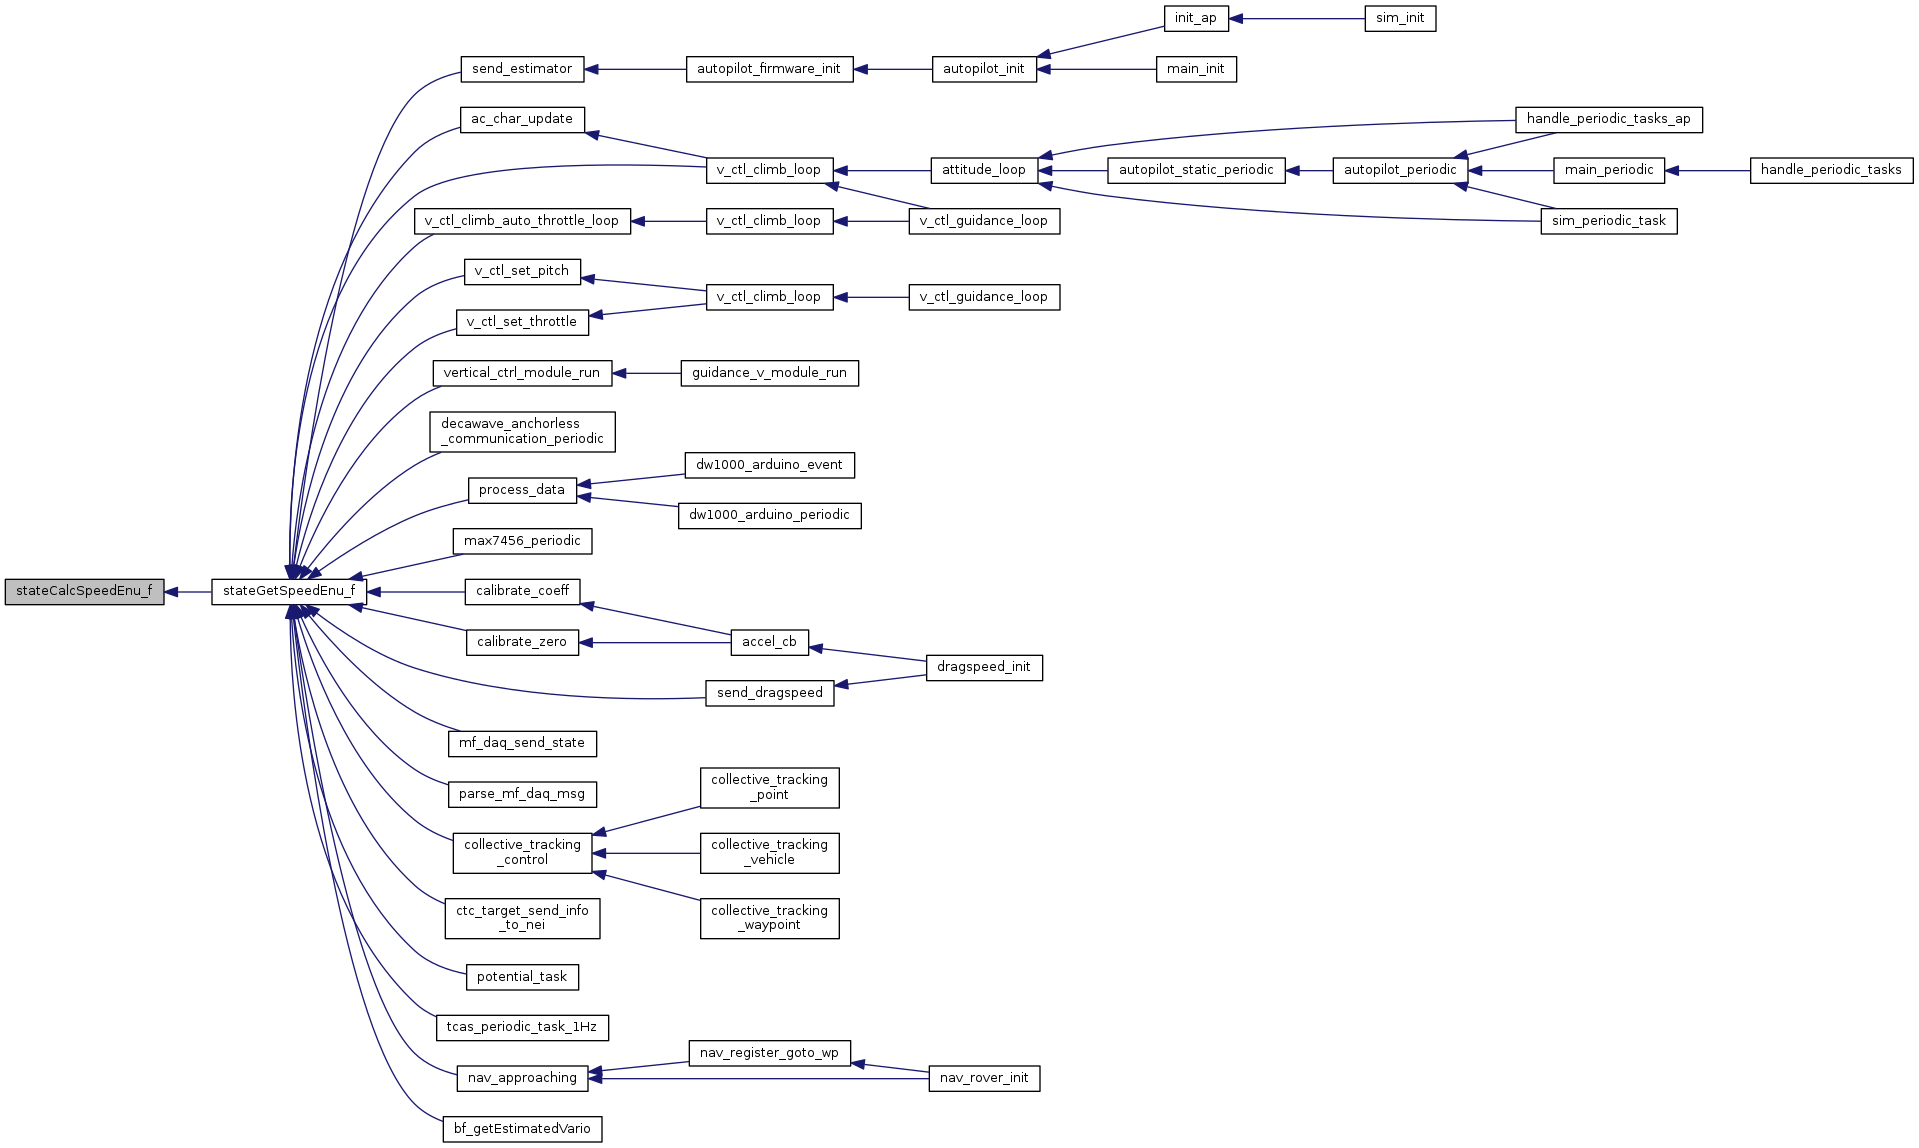 init_ap
sim_init
send_estimator
autopilot_firmware_init
autopilot_init
main_init
ac_char_update
handle_periodic_tasks_ap
v_ctl_climb_loop
attitude_loop
autopilot_static_periodic
autopilot_periodic
main_periodic
handle_periodic_tasks
v_ctl_climb_auto_throttle_loop
v_ctl_climb_loop
v_ctl_guidance_loop
sim_periodic_task
v_ctl_set_pitch
v_ctl_climb_loop
v_ctl_guidance_loop
v_ctl_set_throttle
vertical_ctrl_module_run
guidance_v_module_run
decawave_anchorless
_communication_periodic
dw1000_arduino_event
process_data
dw1000_arduino_periodic
max7456_periodic
stateCalcSpeedEnu_f
stateGetSpeedEnu_f
calibrate_coeff
calibrate_zero
accel_cb
dragspeed_init
send_dragspeed
mf_daq_send_state
parse_mf_daq_msg
collective_tracking
_point
collective_tracking
_control
collective_tracking
_vehicle
collective_tracking
_waypoint
ctc_target_send_info
_to_nei
potential_task
tcas_periodic_task_1Hz
nav_register_goto_wp
nav_approaching
nav_rover_init
bf_getEstimatedVario